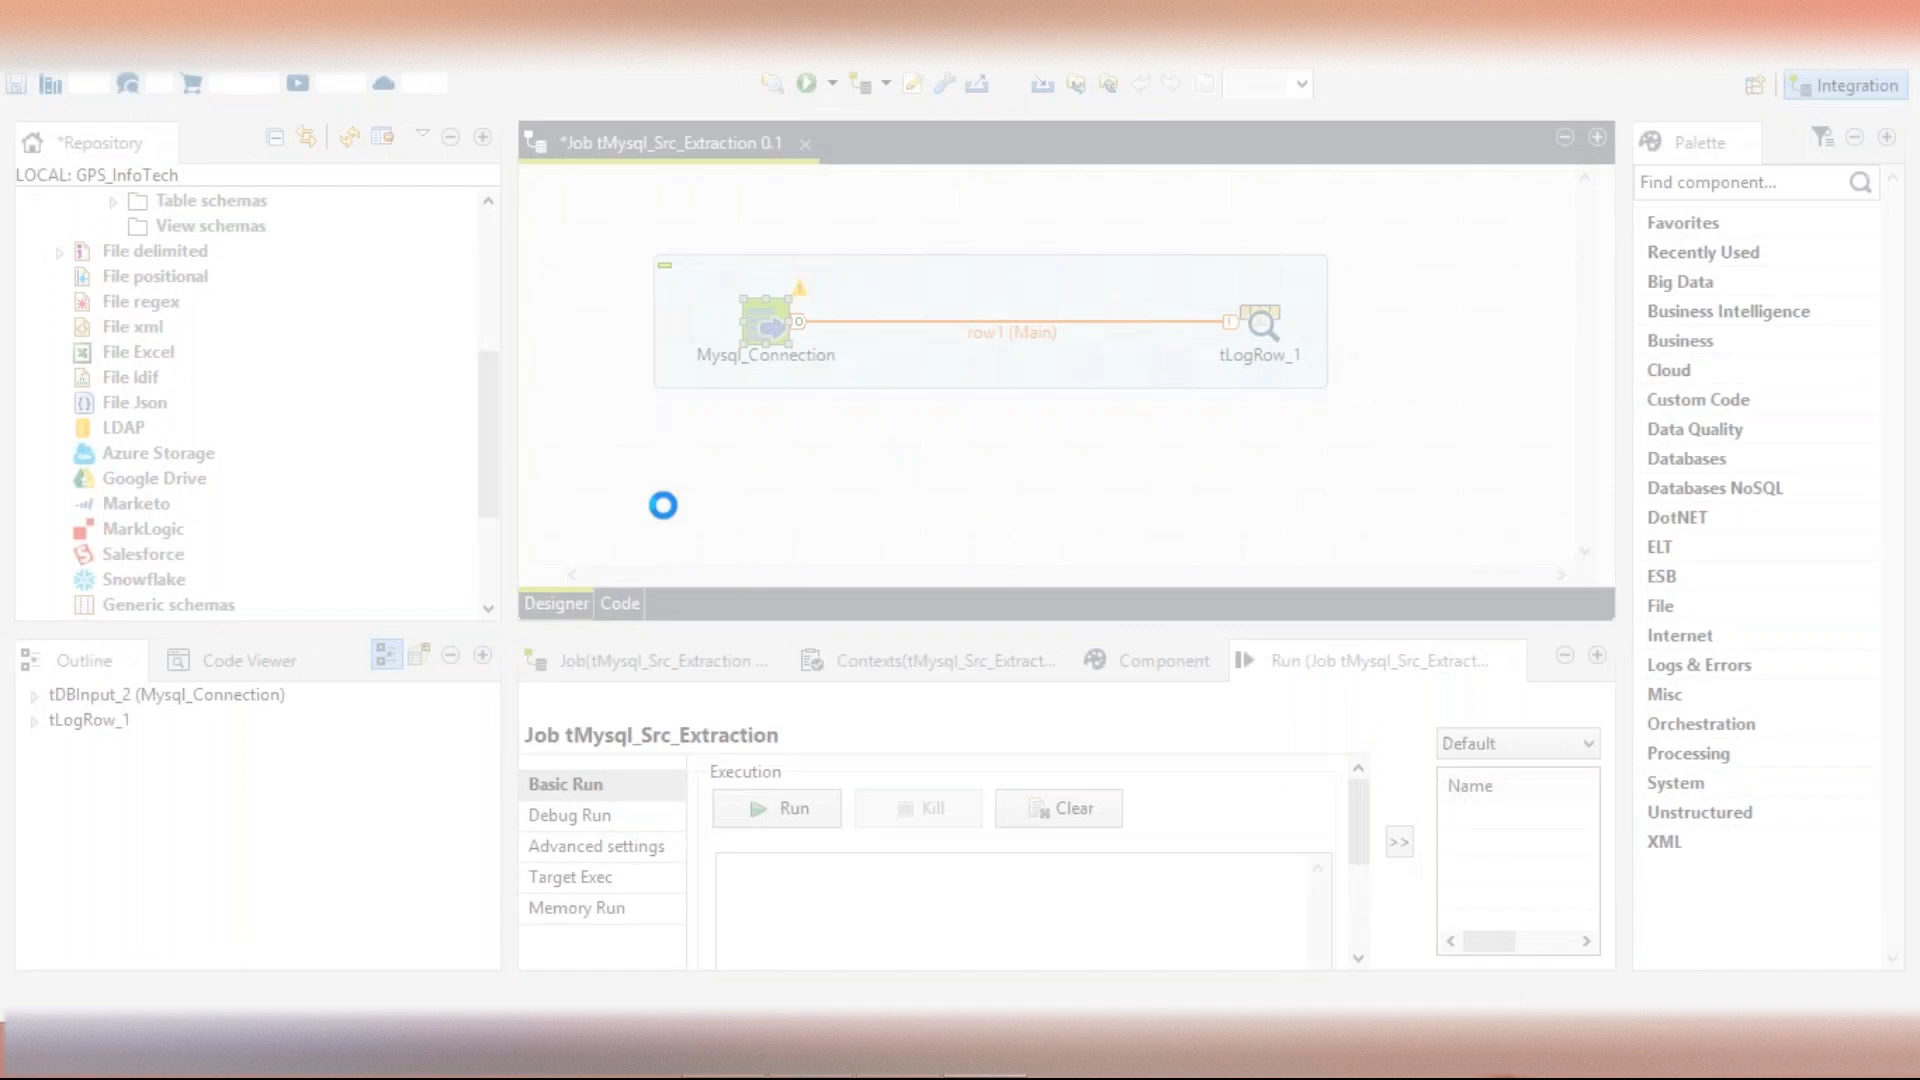 Integration
*Repository
LOCAL: GPS_InfoTech
Table schemas
View schemas
File delimited
File positional
File regex
File xml
File Excel
File ldif
File Json
LDAP
Azure Storage
Google Drive
Marketo
MarkLogic
Salesforce
Snowflake
Generic schemas
*Job tMysql_Src_Extraction 0.1
Mysql_Connection
row1 (Main)
tLogRow_1
Designer
Code
Palette
Find component...
Favorites
Recently Used
Big Data
Business Intelligence
Business
Cloud
Custom Code
Data Quality
Databases
Databases NoSQL
DotNET
ELT
ESB
File
Internet
Logs & Errors
Misc
Orchestration
Processing
System
Unstructured
XML
Outline
Code Viewer
tDBInput_2 (Mysql_Connection)
tLogRow_1
Job(tMysql_Src_Extraction ...
Contexts(tMysql_Src_Extract...
Component
Run (Job tMysql_Src_Extract...
Job tMysql_Src_Extraction
Basic Run
Debug Run
Advanced settings
Target Exec
Memory Run
Execution
Run
Kill
Clear
>>
Default
Name